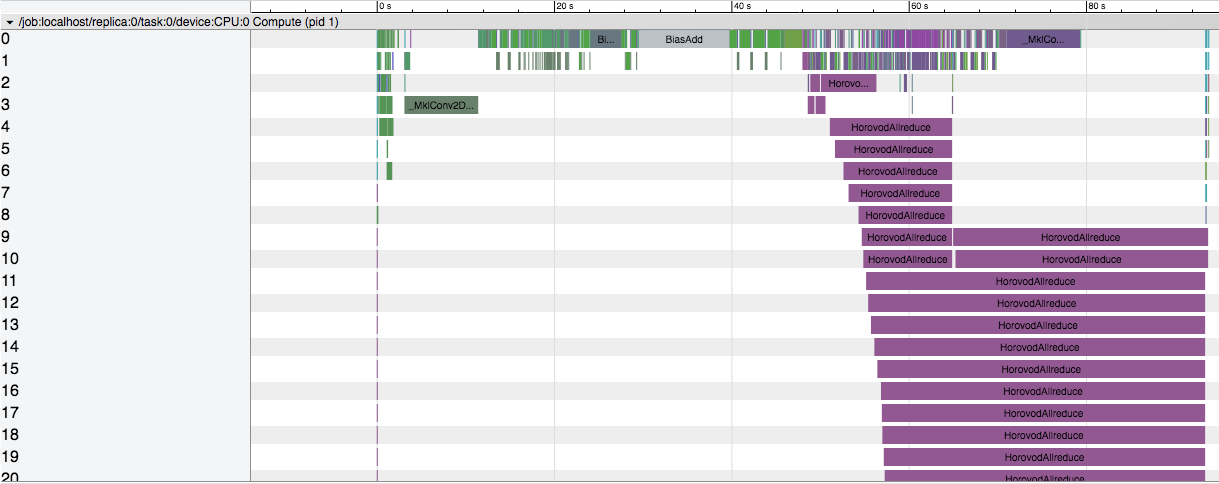 0 s 20 s 40 s 60 s 80 s
/job:localhost/replica:0/task:0/device:CPU:0 Compute (pid 1)
0 Bi... BiasAdd _MklCo...
1
2 Horovo...
3 _MklConv2D...
4 HorovodAllreduce
5 HorovodAllreduce
6 HorovodAllreduce
7 HorovodAllreduce
8 HorovodAllreduce
9 HorovodAllreduce HorovodAllreduce
10 HorovodAllreduce HorovodAllreduce
11 HorovodAllreduce
12 HorovodAllreduce
13 HorovodAllreduce
14 HorovodAllreduce
15 HorovodAllreduce
16 HorovodAllreduce
17 HorovodAllreduce
18 HorovodAllreduce
19 HorovodAllreduce
20 HorovodAllreduce